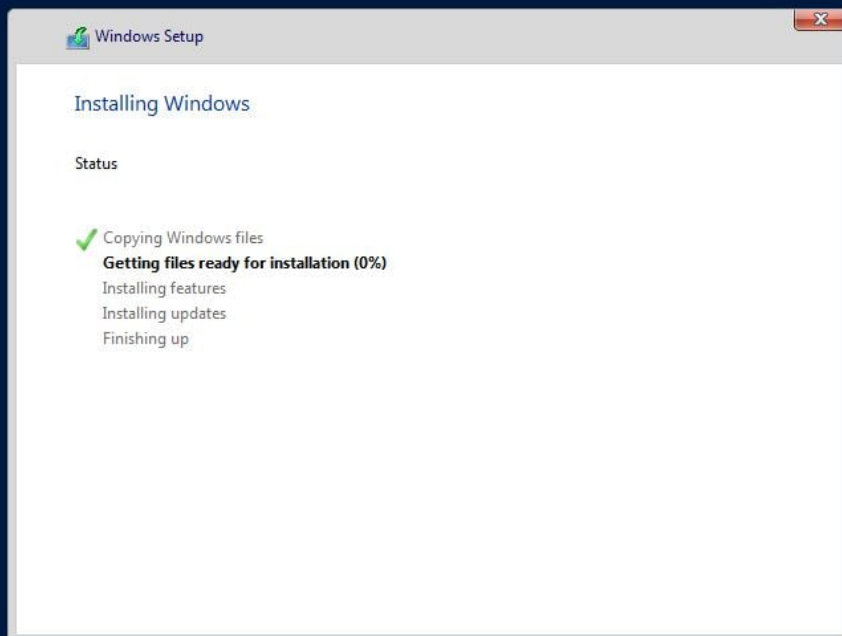 Windows Setup
Installing Windows
Status
Copying Windows files
Getting files ready for installation (0%)
Installing features
Installing updates
Finishing up